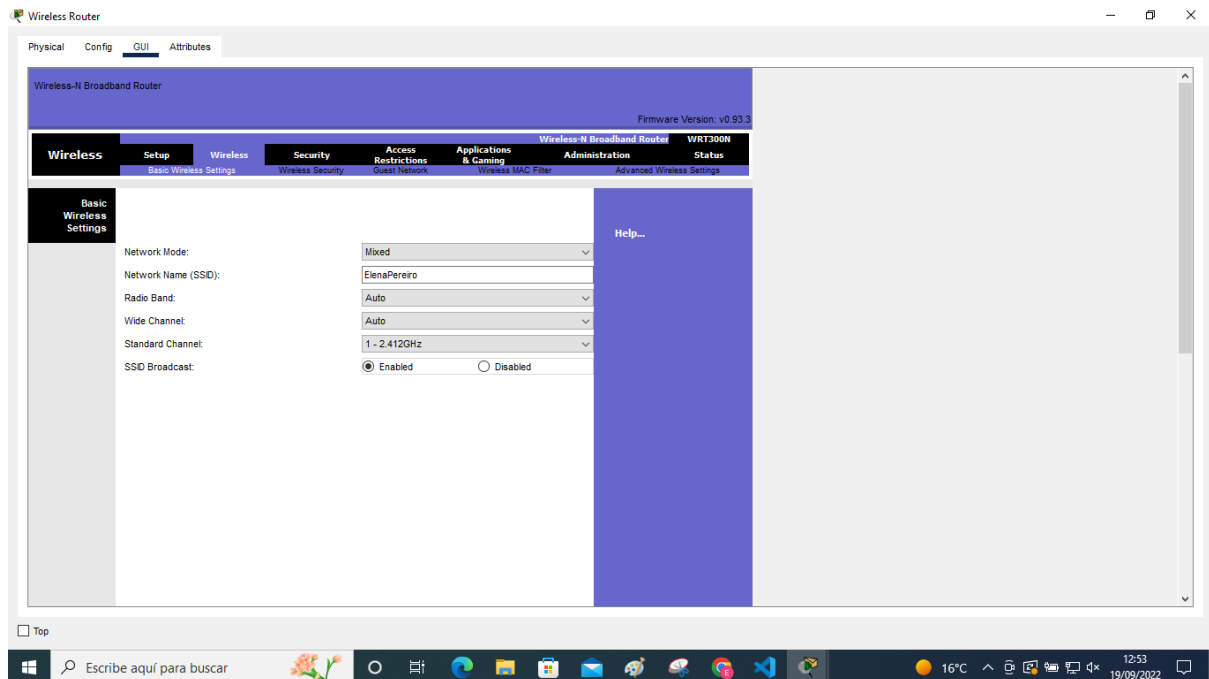 Wireless Router
Physical Config GUI Attributes
Wireless-N Broadband Router
Firmware Version: v0.93.3
Wireless-N Broadband Router WRT300N
Wireless Setup Wireless Security Access Restrictions Applications & Gaming Administration Status
Basic Wireless Settings Wireless Security Guest Network Wireless MAC Filter Advanced Wireless Settings
Basic
Wireless
Settings
Help...
Network Mode: Mixed
Network Name (SSID): ElenaPereiro
Radio Band: Auto
Wide Channel: Auto
Standard Channel: 1 - 2.412GHz
SSID Broadcast: Enabled Disabled
Top
Escribe aquí para buscar
16°C
12:53
19/09/2022